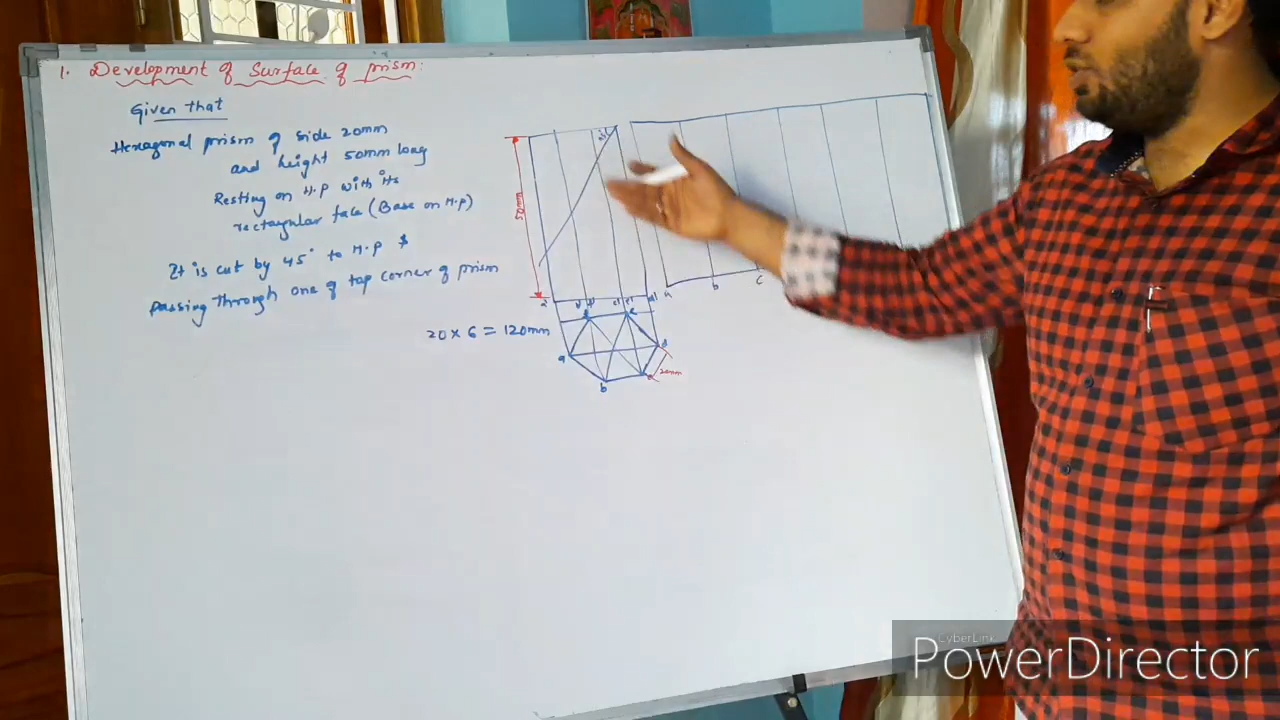 1. Development of Surface of prism:
Given that
Hexagonal prism of side 20mm
and height 50mm long
Resting on H.P with its
rectangular face (Base on H.P)
It is cut by 45° to H.P &
passing through one of top corner of prism
20 x 6 = 120mm
50mm
a b c
a b d
20mm
CyberLink
PowerDirector